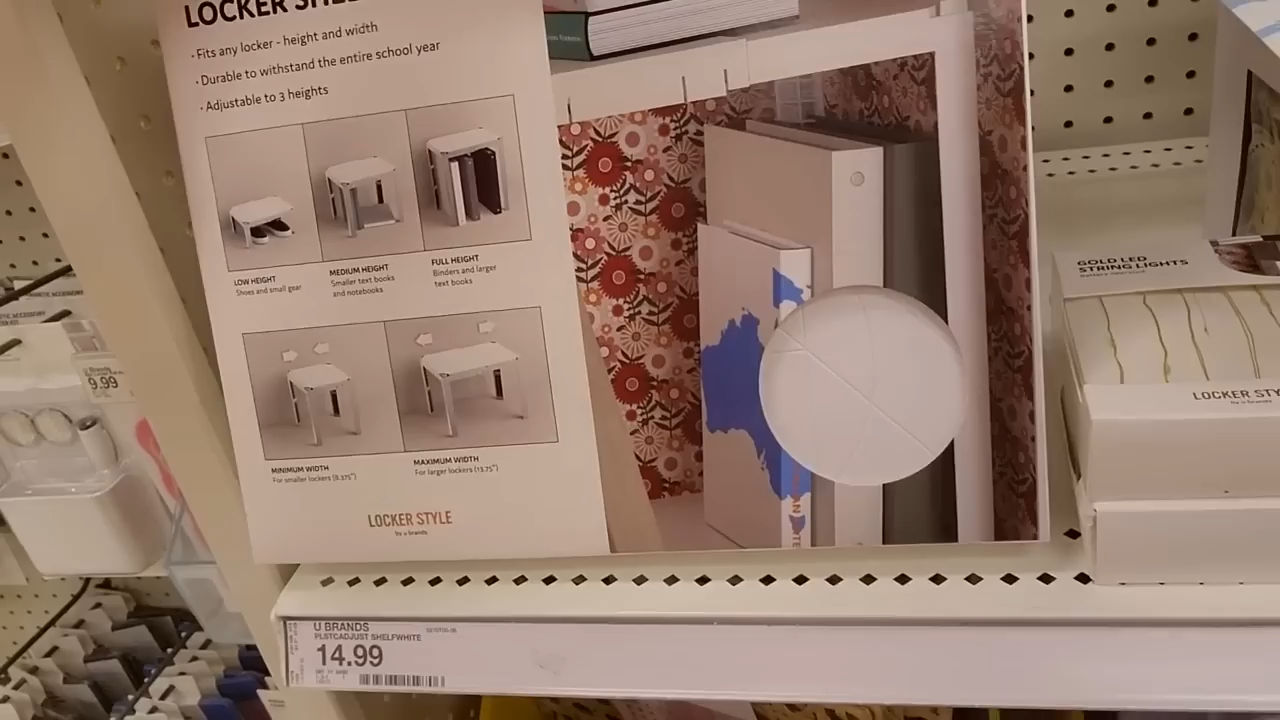 LOCKER
· Fits any locker - height and width
· Durable to withstand the entire school year
· Adjustable to 3 heights
LOW HEIGHT
Shoes and small gear
MEDIUM HEIGHT
Smaller text books
and notebooks
FULL HEIGHT
Binders and larger
text books
MINIMUM WIDTH
For smaller lockers (8.375")
MAXIMUM WIDTH
For larger lockers (13.75")
LOCKER STYLE
by u brands
GOLD LED
STRING LIGHTS
LOCKER
U Brands
9.99
U BRANDS
PLSTCADJUST SHELFWHITE
14.99